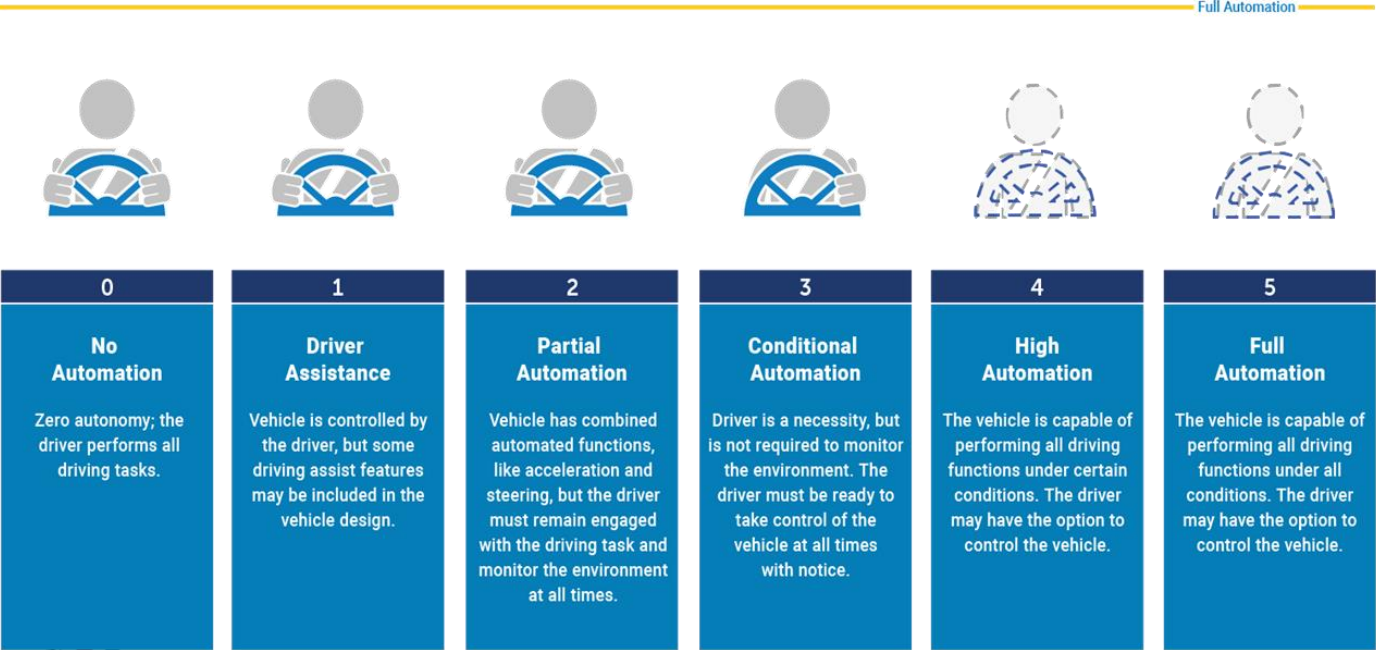 Full Automation
0
No
Automation
Zero autonomy; the
driver performs all
driving tasks.
1
Driver
Assistance
Vehicle is controlled by
the driver, but some
driving assist features
may be included in the
vehicle design.
2
Partial
Automation
Vehicle has combined
automated functions,
like acceleration and
steering, but the driver
must remain engaged
with the driving task and
monitor the environment
at all times.
3
Conditional
Automation
Driver is a necessity, but
is not required to monitor
the environment. The
driver must be ready to
take control of the
vehicle at all times
with notice.
4
High
Automation
The vehicle is capable of
performing all driving
functions under certain
conditions. The driver
may have the option to
control the vehicle.
5
Full
Automation
The vehicle is capable of
performing all driving
functions under all
conditions. The driver
may have the option to
control the vehicle.